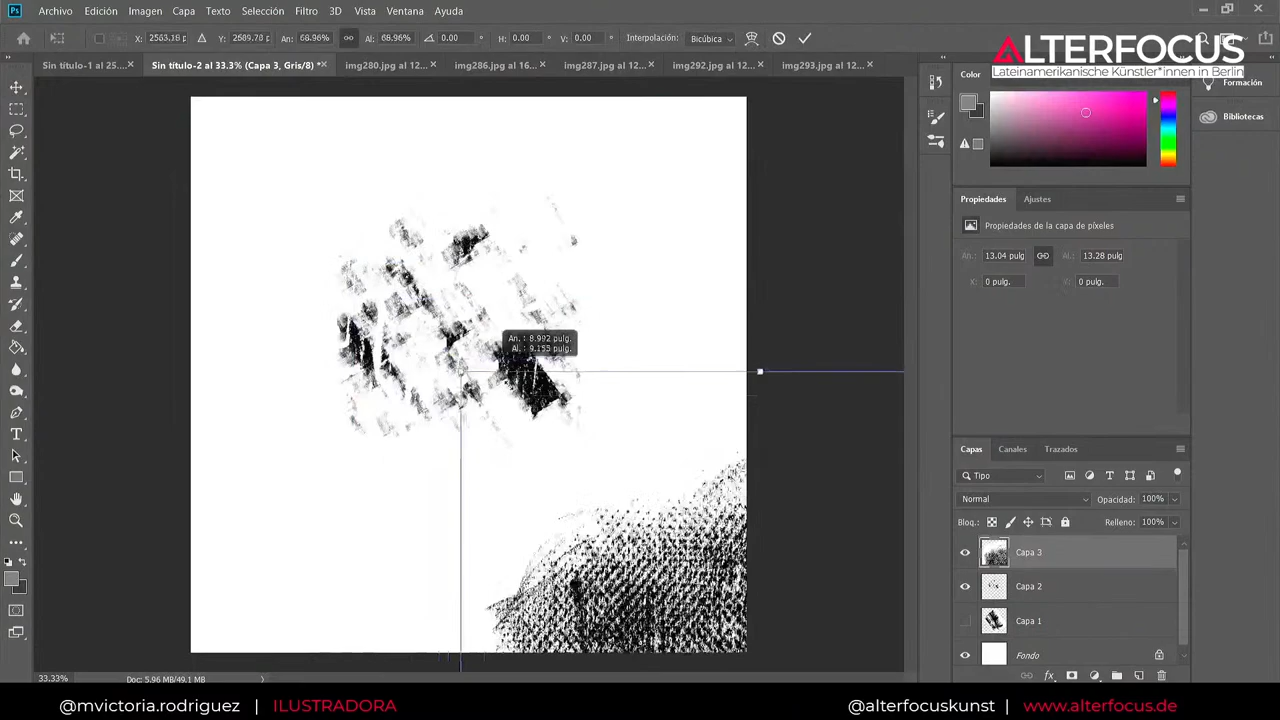 Ps Archivo Edición Imagen Capa Texto Selección Filtro 3D Vista Ventana Ayuda
X: 2563.16 p Y: 2589.78 p An: 68.96% Al: 68.96% 0.00 ° H: 0.00 ° V: 0.00 ° Interpolación: Bicúbica
ALTERFOCUS
Lateinamerikanische Künstler*innen in Berlin
Sin título-1 al 25....× Sin título-2 al 33.3% (Capa 3, Gris/8) * × img280.jpg al 12...× img286.jpg al 16...× img287.jpg al 12...× img292.jpg al 12...× img293.jpg al 12...×
Color
Formación
Bibliotecas
Propiedades Ajustes
Propiedades de la capa de píxeles
An.: 13.04 pulg Al.: 13.28 pulg
X: 0 pulg. Y: 0 pulg.
An. : 8.992 pulg.
Al. : 9.155 pulg.
Capas Canales Trazados
Tipo
Normal Opacidad: 100%
Bloq.: Relleno: 100%
Capa 3
Capa 2
Capa 1
Fondo
33.33% Doc: 5.96 MB/49.1 MB
@mvictoria.rodriguez | ILUSTRADORA @alterfocuskunst | www.alterfocus.de